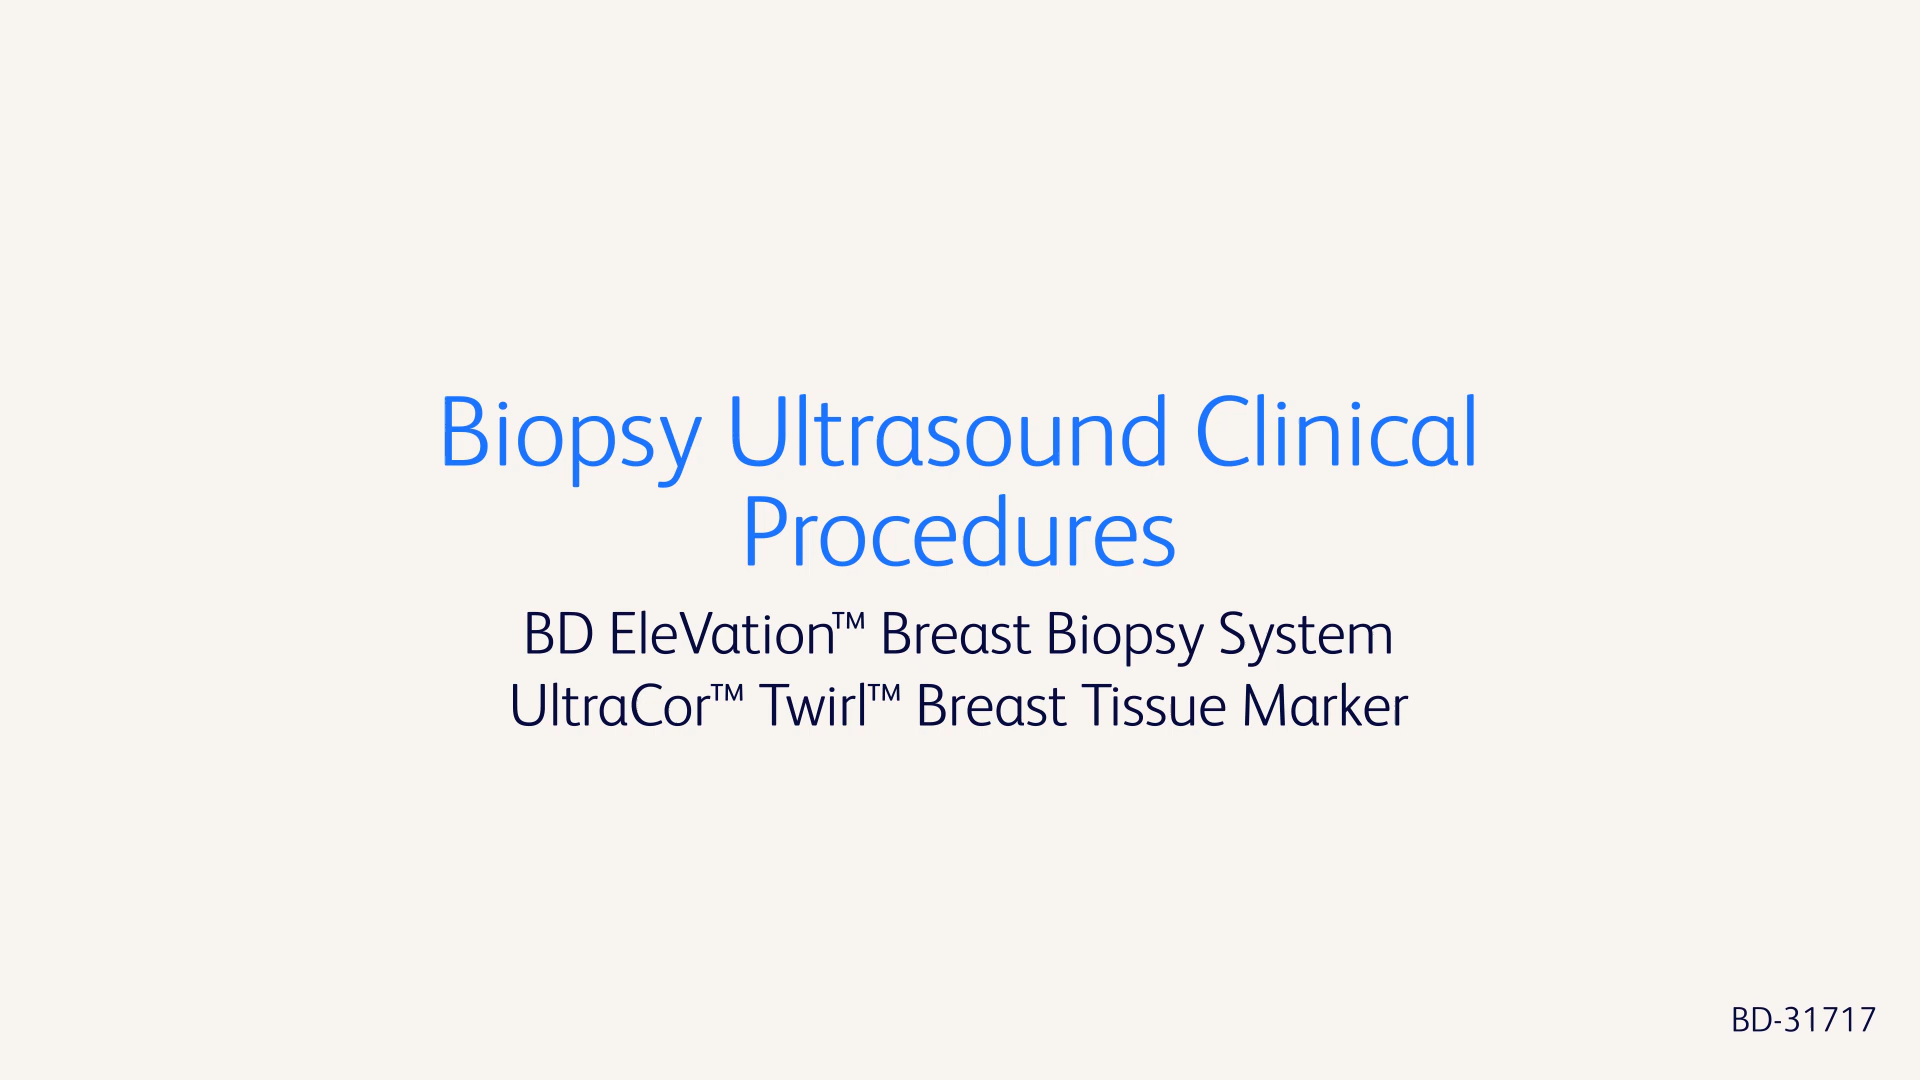 Biopsy Ultrasound Clinical
Procedures
BD EleVation™ Breast Biopsy System
UltraCor™ Twirl™ Breast Tissue Marker
BD-31717